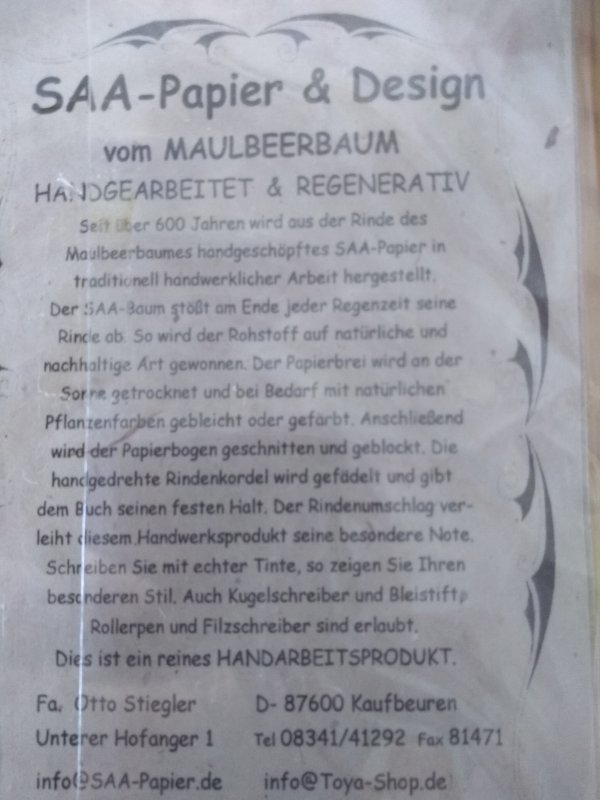 SAA-Papier & Design
vom MAULBEERBAUM
HANDGEARBEITET & REGENERATIV
Seit über 600 Jahren wird aus der Rinde des
Maulbeerbaumes handgeschöpftes SAA-Papier in
traditionell handwerklicher Arbeit hergestellt.
Der SAA-Baum stößt am Ende jeder Regenzeit seine
Rinde ab. So wird der Rohstoff auf natürliche und
nachhaltige Art gewonnen. Der Papierbrei wird an der
Sonne getrocknet und bei Bedarf mit natürlichen
Pflanzenfarben gebleicht oder gefärbt. Anschließend
wird der Papierbogen geschnitten und geblockt. Die
handgedrehte Rindenkordel wird gefädelt und gibt
dem Buch seinen festen Halt. Der Rindenumschlag ver-
leiht diesem Handwerksprodukt seine besondere Note.
Schreiben Sie mit echter Tinte, so zeigen Sie Ihren
besonderen Stil. Auch Kugelschreiber und Bleistift,
Rollerpen und Filzschreiber sind erlaubt.
Dies ist ein reines HANDARBEITSPRODUKT.
Fa. Otto Stiegler D- 87600 Kaufbeuren
Unterer Hofanger 1 Tel 08341/41292 Fax 81471
info@SAA-Papier.de info@Toya-Shop.de